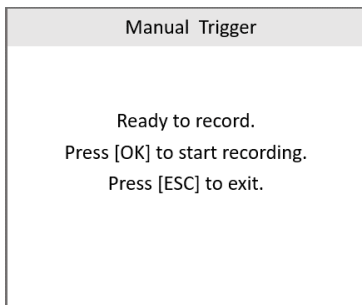 Manual Trigger
Ready to record.
Press [OK] to start recording.
Press [ESC] to exit.